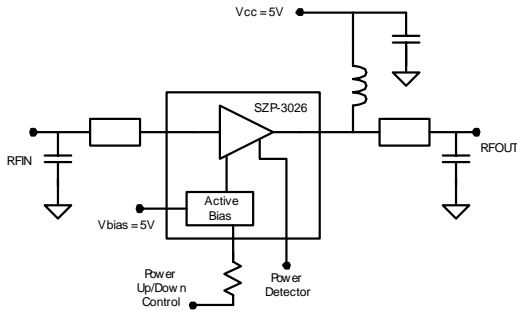 Vcc = 5V
SZP-3026
RFIN
RFOUT
Active
Bias
Vbias = 5V
Power
Up/Down
Control
Power
Detector